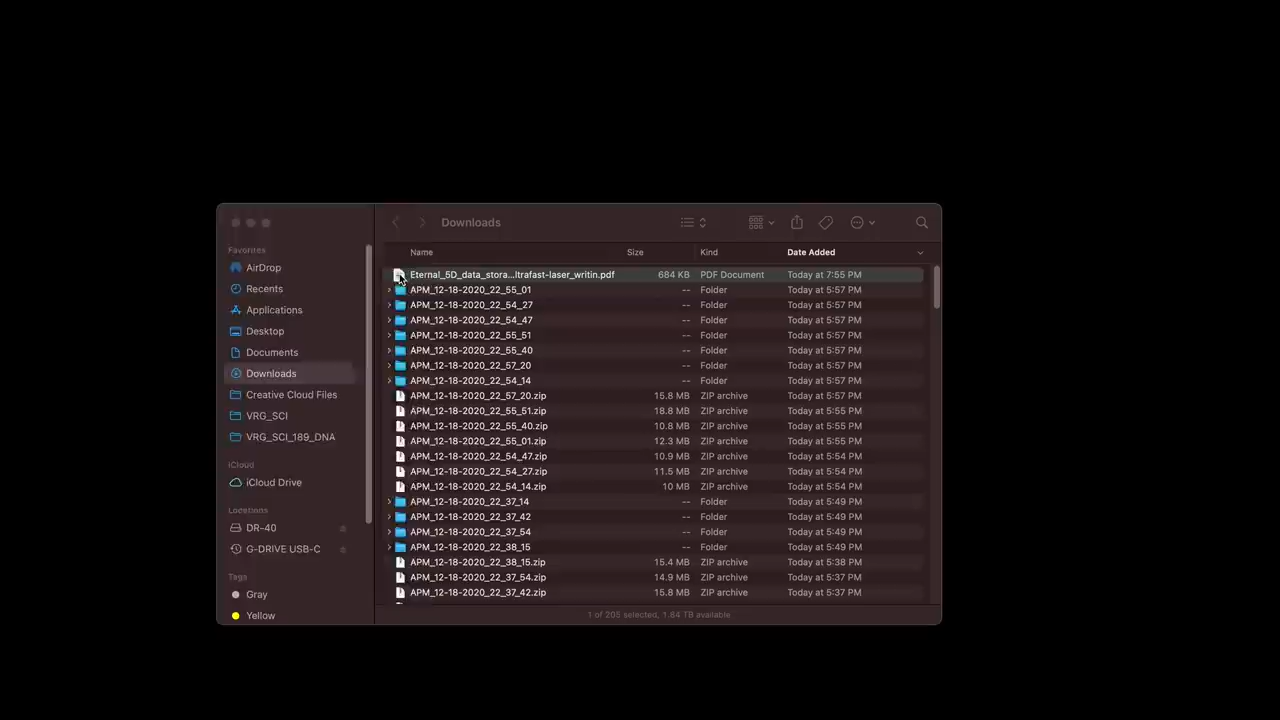 Downloads
Favorites
AirDrop
Recents
Applications
Desktop
Documents
Downloads
Creative Cloud Files
VRG_SCI
VRG_SCI_189_DNA
iCloud
iCloud Drive
Locations
DR-40
G-DRIVE USB-C
Tags
Gray
Yellow
Name Size Kind Date Added
Eternal_5D_data_stora...ltrafast-laser_writin.pdf 684 KB PDF Document Today at 7:55 PM
APM_12-18-2020_22_55_01 -- Folder Today at 5:57 PM
APM_12-18-2020_22_54_27 -- Folder Today at 5:57 PM
APM_12-18-2020_22_54_47 -- Folder Today at 5:57 PM
APM_12-18-2020_22_55_51 -- Folder Today at 5:57 PM
APM_12-18-2020_22_55_40 -- Folder Today at 5:57 PM
APM_12-18-2020_22_57_20 -- Folder Today at 5:57 PM
APM_12-18-2020_22_54_14 -- Folder Today at 5:57 PM
APM_12-18-2020_22_57_20.zip 15.8 MB ZIP archive Today at 5:57 PM
APM_12-18-2020_22_55_51.zip 18.8 MB ZIP archive Today at 5:55 PM
APM_12-18-2020_22_55_40.zip 10.8 MB ZIP archive Today at 5:55 PM
APM_12-18-2020_22_55_01.zip 12.3 MB ZIP archive Today at 5:55 PM
APM_12-18-2020_22_54_47.zip 10.9 MB ZIP archive Today at 5:54 PM
APM_12-18-2020_22_54_27.zip 11.5 MB ZIP archive Today at 5:54 PM
APM_12-18-2020_22_54_14.zip 10 MB ZIP archive Today at 5:54 PM
APM_12-18-2020_22_37_14 -- Folder Today at 5:49 PM
APM_12-18-2020_22_37_42 -- Folder Today at 5:49 PM
APM_12-18-2020_22_37_54 -- Folder Today at 5:49 PM
APM_12-18-2020_22_38_15 -- Folder Today at 5:49 PM
APM_12-18-2020_22_38_15.zip 15.4 MB ZIP archive Today at 5:38 PM
APM_12-18-2020_22_37_54.zip 14.9 MB ZIP archive Today at 5:37 PM
APM_12-18-2020_22_37_42.zip 15.8 MB ZIP archive Today at 5:37 PM
1 of 205 selected, 1.84 TB available